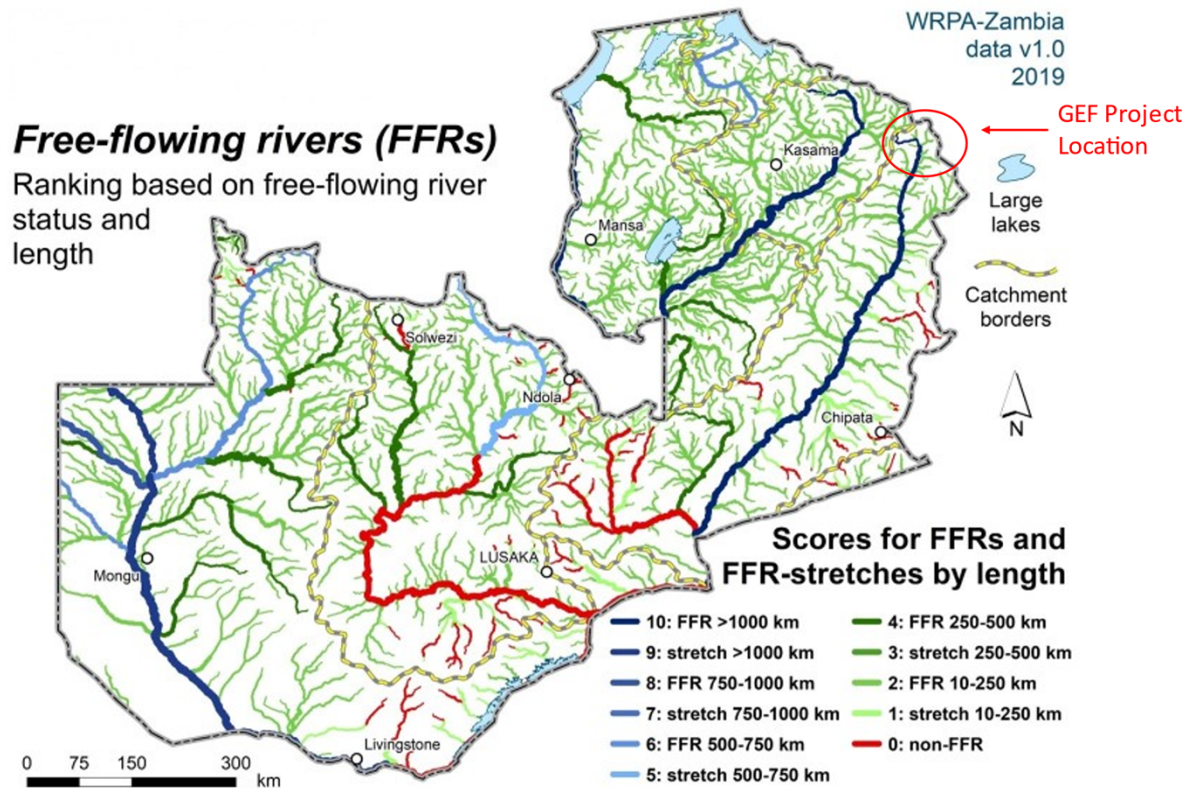 WRPA-Zambia
data v1.0
2019
GEF Project
Location
Free-flowing rivers (FFRs)
Ranking based on free-flowing river
status and
length
Large
lakes
Catchment
borders
N
Kasama
Mansa
Solwezi
Ndola
Chipata
LUSAKA
Mongu
Livingstone
Scores for FFRs and
FFR-stretches by length
10: FFR >1000 km
9: stretch >1000 km
8: FFR 750-1000 km
7: stretch 750-1000 km
6: FFR 500-750 km
5: stretch 500-750 km
4: FFR 250-500 km
3: stretch 250-500 km
2: FFR 10-250 km
1: stretch 10-250 km
0: non-FFR
0 75 150 300
km